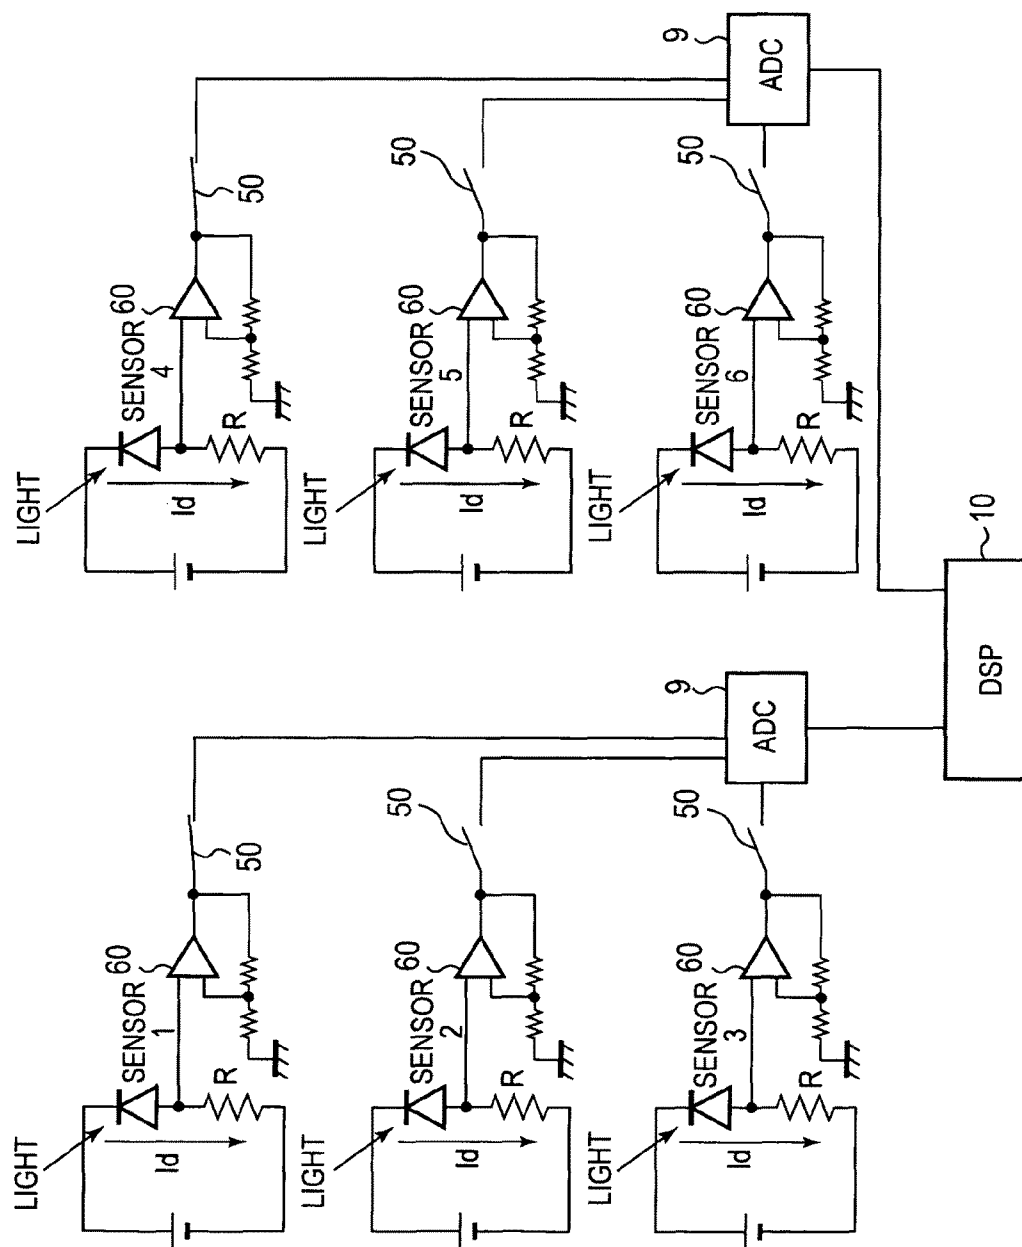 LIGHT
Id
SENSOR
1
R
60
50
LIGHT
Id
SENSOR
2
R
60
50
LIGHT
Id
SENSOR
3
R
60
50
9
ADC
LIGHT
Id
SENSOR
4
R
60
50
LIGHT
Id
SENSOR
5
R
60
50
LIGHT
Id
SENSOR
6
R
60
50
9
ADC
10
DSP